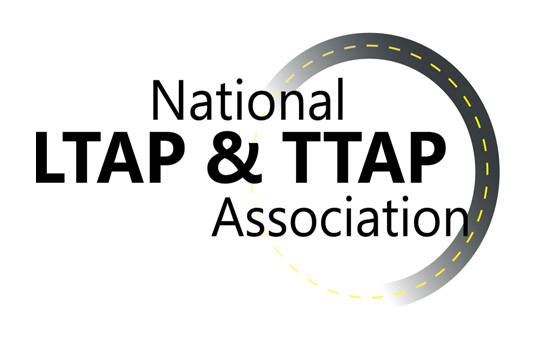 National
LTAP & TTAP
Association